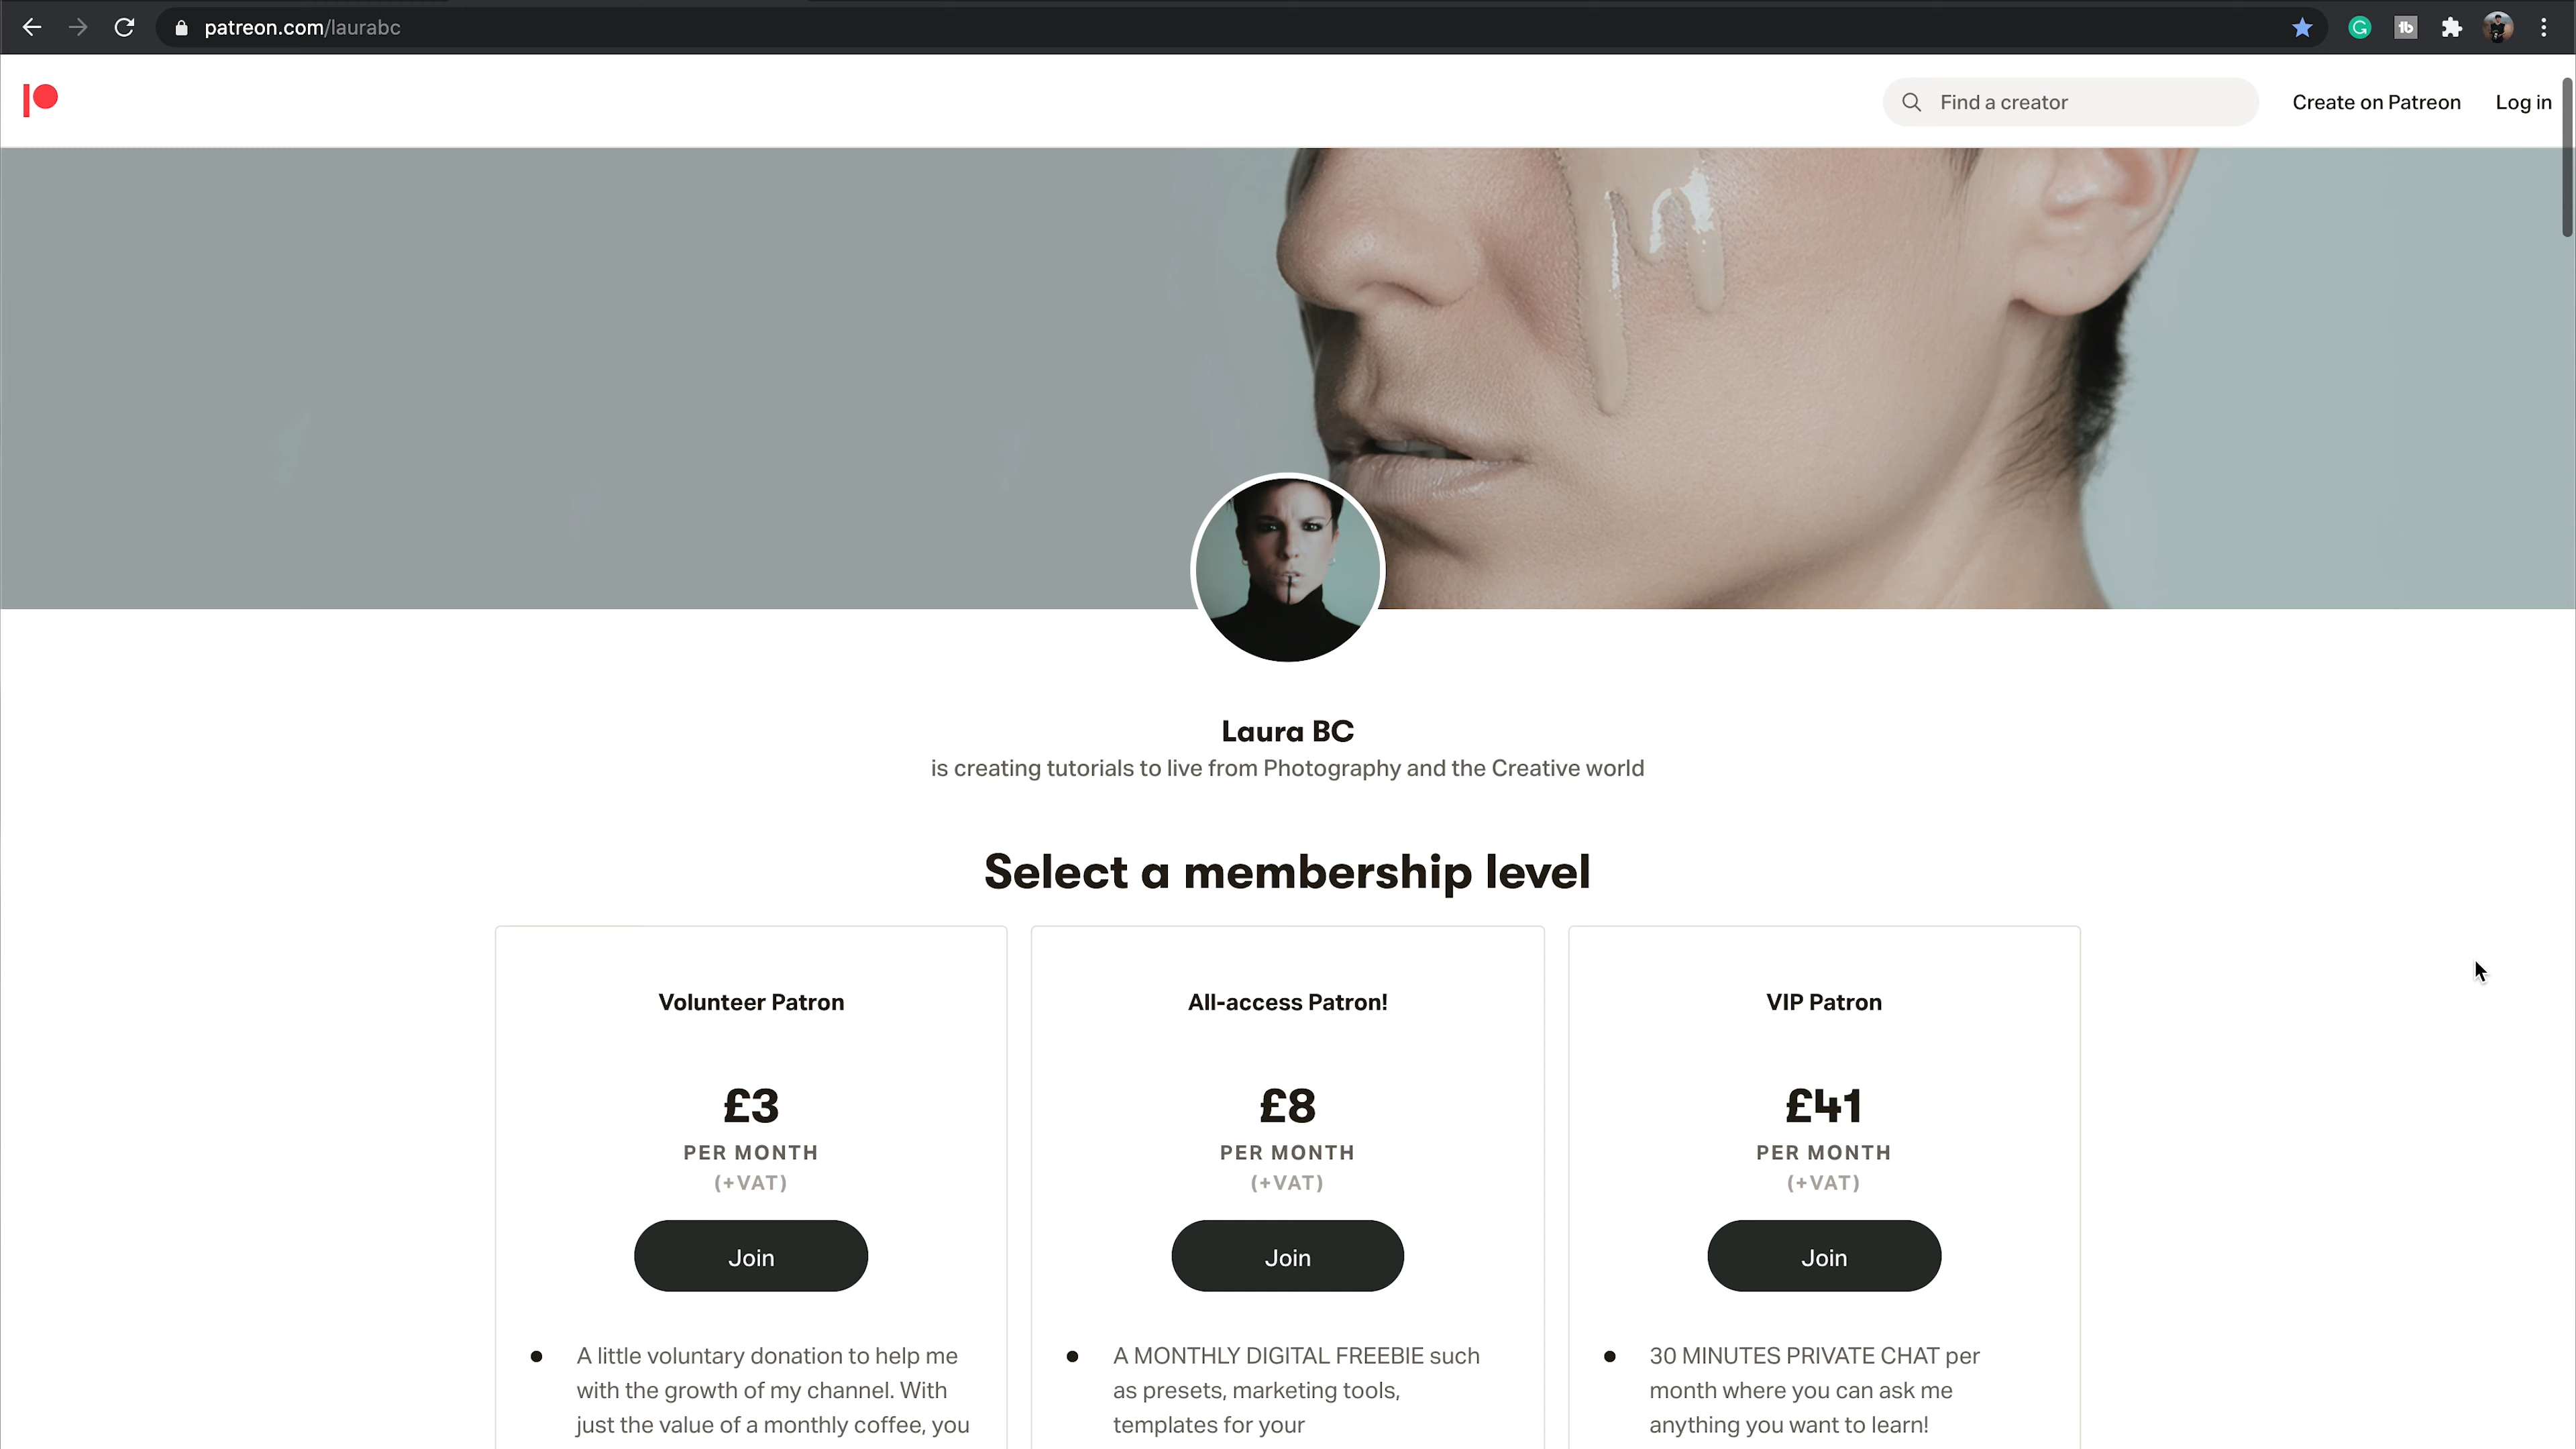 patreon.com/laurabc
Find a creator
Create on Patreon
Log in
Laura BC
is creating tutorials to live from Photography and the Creative world
Select a membership level
Volunteer Patron
£3
PER MONTH
(+VAT)
Join
A little voluntary donation to help me
with the growth of my channel. With
just the value of a monthly coffee, you
All-access Patron!
£8
PER MONTH
(+VAT)
Join
A MONTHLY DIGITAL FREEBIE such
as presets, marketing tools,
templates for your
VIP Patron
£41
PER MONTH
(+VAT)
Join
30 MINUTES PRIVATE CHAT per
month where you can ask me
anything you want to learn!